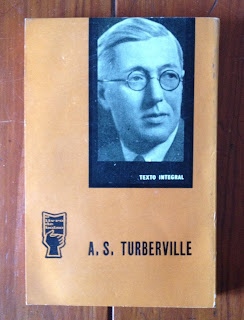 TEXTO INTEGRAL
A. S. TURBERVILLE